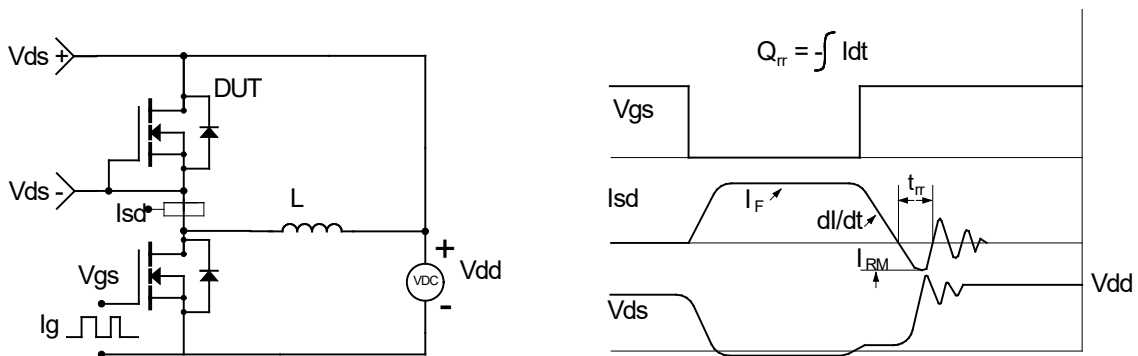 Vds +
DUT
Vds -
Isd
L
Vgs
Ig
+
VDC
-
Vdd
Qrr = -∫ Idt
Vgs
Isd
IF
dI/dt
trr
IRM
Vds
Vdd